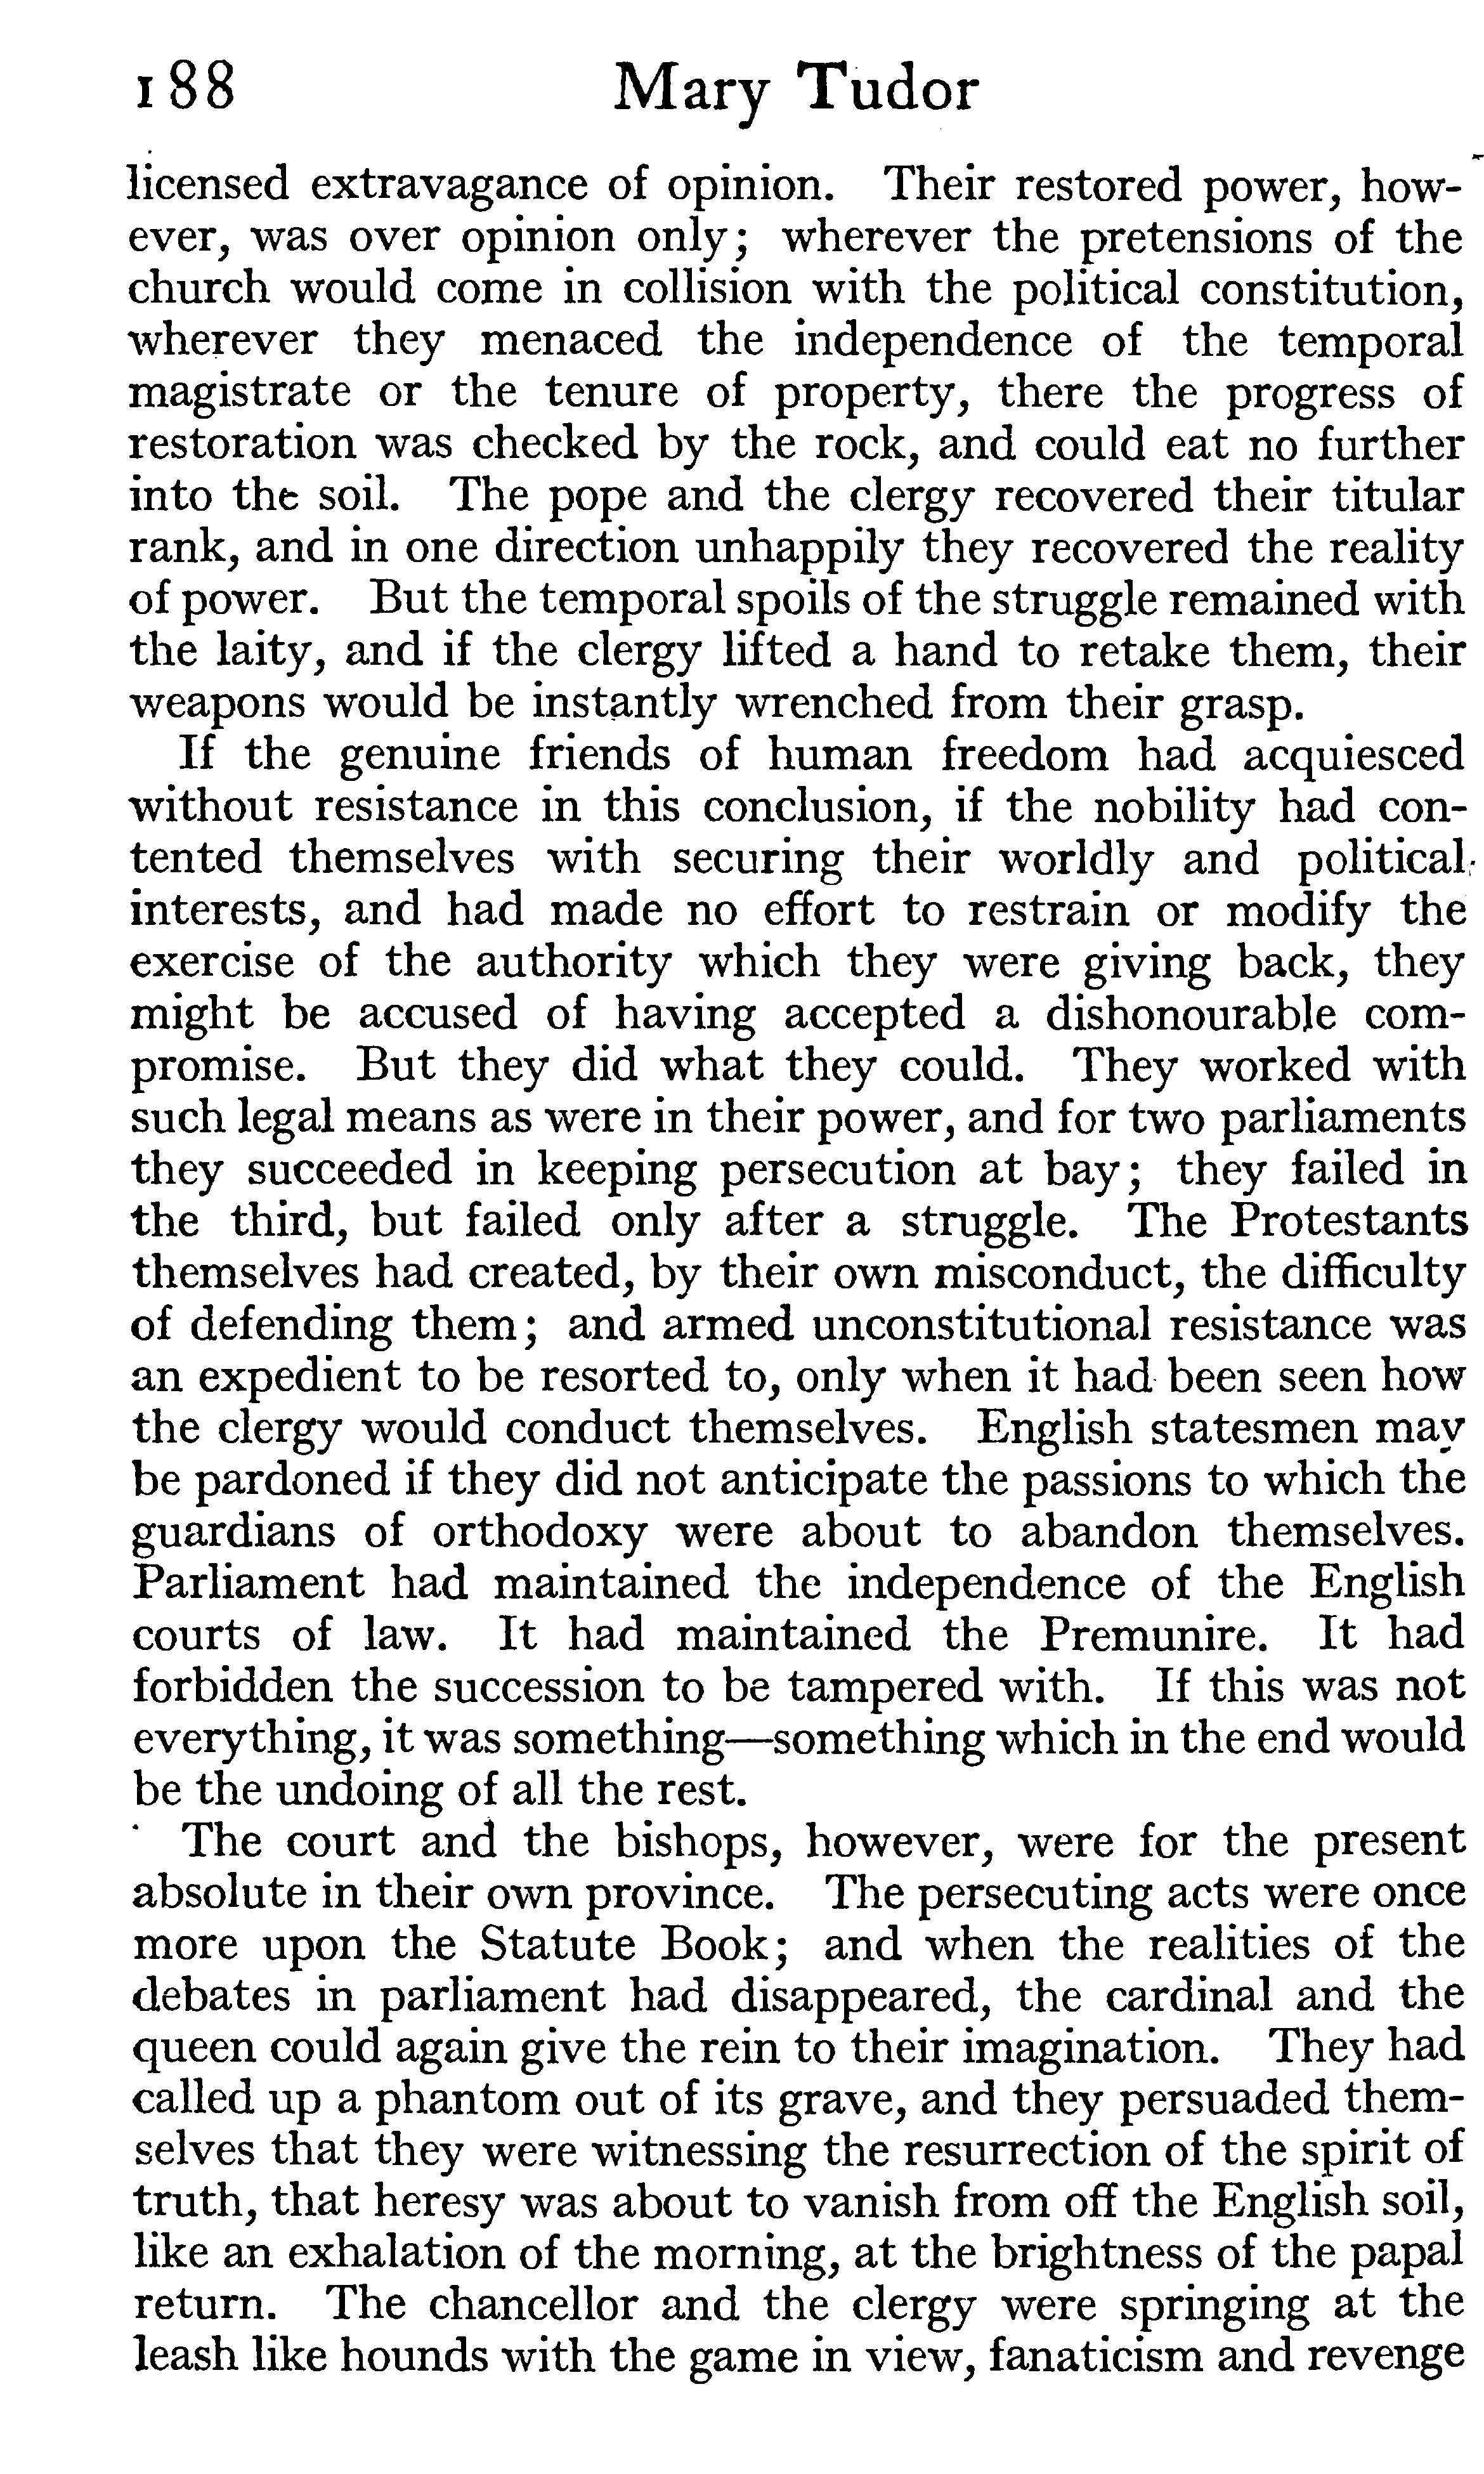 188 Mary Tudor
licensed extravagance of opinion. Their restored power, how-
ever, was over opinion only; wherever the pretensions of the
church would come in collision with the political constitution,
wherever they menaced the independence of the temporal
magistrate or the tenure of property, there the progress of
restoration was checked by the rock, and could eat no further
into the soil. The pope and the clergy recovered their titular
rank, and in one direction unhappily they recovered the reality
of power. But the temporal spoils of the struggle remained with
the laity, and if the clergy lifted a hand to retake them, their
weapons would be instantly wrenched from their grasp.
If the genuine friends of human freedom had acquiesced
without resistance in this conclusion, if the nobility had con-
tented themselves with securing their worldly and political
interests, and had made no effort to restrain or modify the
exercise of the authority which they were giving back, they
might be accused of having accepted a dishonourable com-
promise. But they did what they could. They worked with
such legal means as were in their power, and for two parliaments
they succeeded in keeping persecution at bay; they failed in
the third, but failed only after a struggle. The Protestants
themselves had created, by their own misconduct, the difficulty
of defending them; and armed unconstitutional resistance was
an expedient to be resorted to, only when it had been seen how
the clergy would conduct themselves. English statesmen may
be pardoned if they did not anticipate the passions to which the
guardians of orthodoxy were about to abandon themselves.
Parliament had maintained the independence of the English
courts of law. It had maintained the Premunire. It had
forbidden the succession to be tampered with. If this was not
everything, it was something—something which in the end would
be the undoing of all the rest.
The court and the bishops, however, were for the present
absolute in their own province. The persecuting acts were once
more upon the Statute Book; and when the realities of the
debates in parliament had disappeared, the cardinal and the
queen could again give the rein to their imagination. They had
called up a phantom out of its grave, and they persuaded them-
selves that they were witnessing the resurrection of the spirit of
truth, that heresy was about to vanish from off the English soil,
like an exhalation of the morning, at the brightness of the papal
return. The chancellor and the clergy were springing at the
leash like hounds with the game in view, fanaticism and revenge